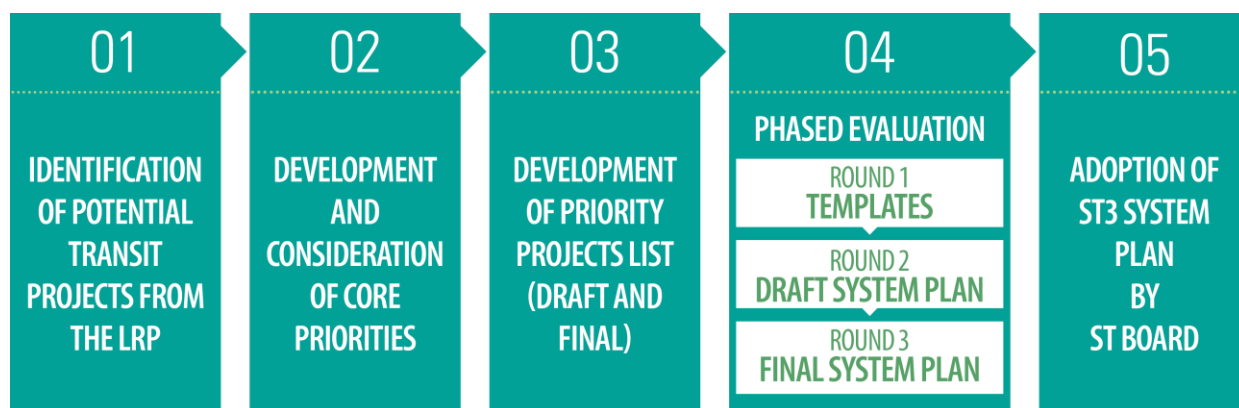 01
IDENTIFICATION
OF POTENTIAL
TRANSIT
PROJECTS FROM
THE LRP
02
DEVELOPMENT
AND
CONSIDERATION
OF CORE
PRIORITIES
03
DEVELOPMENT
OF PRIORITY
PROJECTS LIST
(DRAFT AND
FINAL)
04
PHASED EVALUATION
ROUND 1
TEMPLATES
ROUND 2
DRAFT SYSTEM PLAN
ROUND 3
FINAL SYSTEM PLAN
05
ADOPTION OF
ST3 SYSTEM
PLAN
BY
ST BOARD